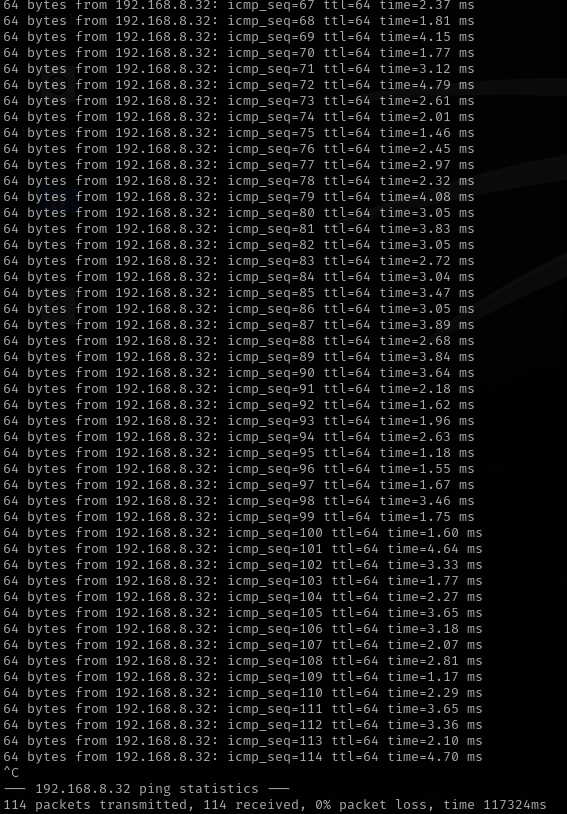 64 bytes from 192.168.8.32: icmp_seq=67 ttl=64 time=2.37 ms
64 bytes from 192.168.8.32: icmp_seq=68 ttl=64 time=1.81 ms
64 bytes from 192.168.8.32: icmp_seq=69 ttl=64 time=4.15 ms
64 bytes from 192.168.8.32: icmp_seq=70 ttl=64 time=1.77 ms
64 bytes from 192.168.8.32: icmp_seq=71 ttl=64 time=3.12 ms
64 bytes from 192.168.8.32: icmp_seq=72 ttl=64 time=4.79 ms
64 bytes from 192.168.8.32: icmp_seq=73 ttl=64 time=2.61 ms
64 bytes from 192.168.8.32: icmp_seq=74 ttl=64 time=2.01 ms
64 bytes from 192.168.8.32: icmp_seq=75 ttl=64 time=1.46 ms
64 bytes from 192.168.8.32: icmp_seq=76 ttl=64 time=2.45 ms
64 bytes from 192.168.8.32: icmp_seq=77 ttl=64 time=2.97 ms
64 bytes from 192.168.8.32: icmp_seq=78 ttl=64 time=2.32 ms
64 bytes from 192.168.8.32: icmp_seq=79 ttl=64 time=4.08 ms
64 bytes from 192.168.8.32: icmp_seq=80 ttl=64 time=3.05 ms
64 bytes from 192.168.8.32: icmp_seq=81 ttl=64 time=3.83 ms
64 bytes from 192.168.8.32: icmp_seq=82 ttl=64 time=3.05 ms
64 bytes from 192.168.8.32: icmp_seq=83 ttl=64 time=2.72 ms
64 bytes from 192.168.8.32: icmp_seq=84 ttl=64 time=3.04 ms
64 bytes from 192.168.8.32: icmp_seq=85 ttl=64 time=3.47 ms
64 bytes from 192.168.8.32: icmp_seq=86 ttl=64 time=3.05 ms
64 bytes from 192.168.8.32: icmp_seq=87 ttl=64 time=3.89 ms
64 bytes from 192.168.8.32: icmp_seq=88 ttl=64 time=2.68 ms
64 bytes from 192.168.8.32: icmp_seq=89 ttl=64 time=3.84 ms
64 bytes from 192.168.8.32: icmp_seq=90 ttl=64 time=3.64 ms
64 bytes from 192.168.8.32: icmp_seq=91 ttl=64 time=2.18 ms
64 bytes from 192.168.8.32: icmp_seq=92 ttl=64 time=1.62 ms
64 bytes from 192.168.8.32: icmp_seq=93 ttl=64 time=1.96 ms
64 bytes from 192.168.8.32: icmp_seq=94 ttl=64 time=2.63 ms
64 bytes from 192.168.8.32: icmp_seq=95 ttl=64 time=1.18 ms
64 bytes from 192.168.8.32: icmp_seq=96 ttl=64 time=1.55 ms
64 bytes from 192.168.8.32: icmp_seq=97 ttl=64 time=1.67 ms
64 bytes from 192.168.8.32: icmp_seq=98 ttl=64 time=3.46 ms
64 bytes from 192.168.8.32: icmp_seq=99 ttl=64 time=1.75 ms
64 bytes from 192.168.8.32: icmp_seq=100 ttl=64 time=1.60 ms
64 bytes from 192.168.8.32: icmp_seq=101 ttl=64 time=4.64 ms
64 bytes from 192.168.8.32: icmp_seq=102 ttl=64 time=3.33 ms
64 bytes from 192.168.8.32: icmp_seq=103 ttl=64 time=1.77 ms
64 bytes from 192.168.8.32: icmp_seq=104 ttl=64 time=2.27 ms
64 bytes from 192.168.8.32: icmp_seq=105 ttl=64 time=3.65 ms
64 bytes from 192.168.8.32: icmp_seq=106 ttl=64 time=3.18 ms
64 bytes from 192.168.8.32: icmp_seq=107 ttl=64 time=2.07 ms
64 bytes from 192.168.8.32: icmp_seq=108 ttl=64 time=2.81 ms
64 bytes from 192.168.8.32: icmp_seq=109 ttl=64 time=1.17 ms
64 bytes from 192.168.8.32: icmp_seq=110 ttl=64 time=2.29 ms
64 bytes from 192.168.8.32: icmp_seq=111 ttl=64 time=3.65 ms
64 bytes from 192.168.8.32: icmp_seq=112 ttl=64 time=3.36 ms
64 bytes from 192.168.8.32: icmp_seq=113 ttl=64 time=2.10 ms
64 bytes from 192.168.8.32: icmp_seq=114 ttl=64 time=4.70 ms
^C
--- 192.168.8.32 ping statistics ---
114 packets transmitted, 114 received, 0% packet loss, time 117324ms